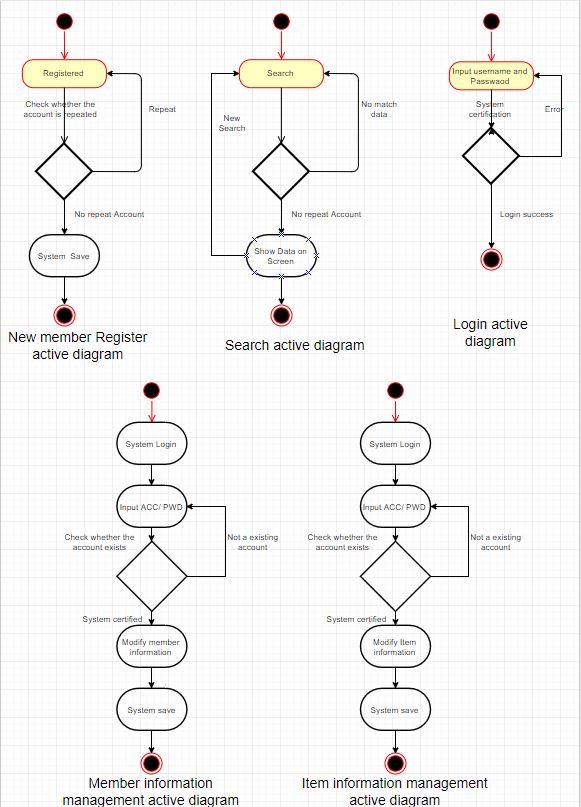 Registered
Check whether the
account is repeated
Repeat
No repeat Account
System Save
New member Register
active diagram
Search
New
Search
No match
data
No repeat Account
Show Data on
Screen
Search active diagram
Input username and
Passwaod
System
certification
Error
Login success
Login active
diagram
System Login
Input ACC/ PWD
Check whether the
account exists
Not a existing
account
System certified
Modify member
information
System save
Member information
management active diagram
System Login
Input ACC/ PWD
Check whether the
account exists
Not a existing
account
System certified
Modify Item
information
System save
Item information management
active diagram